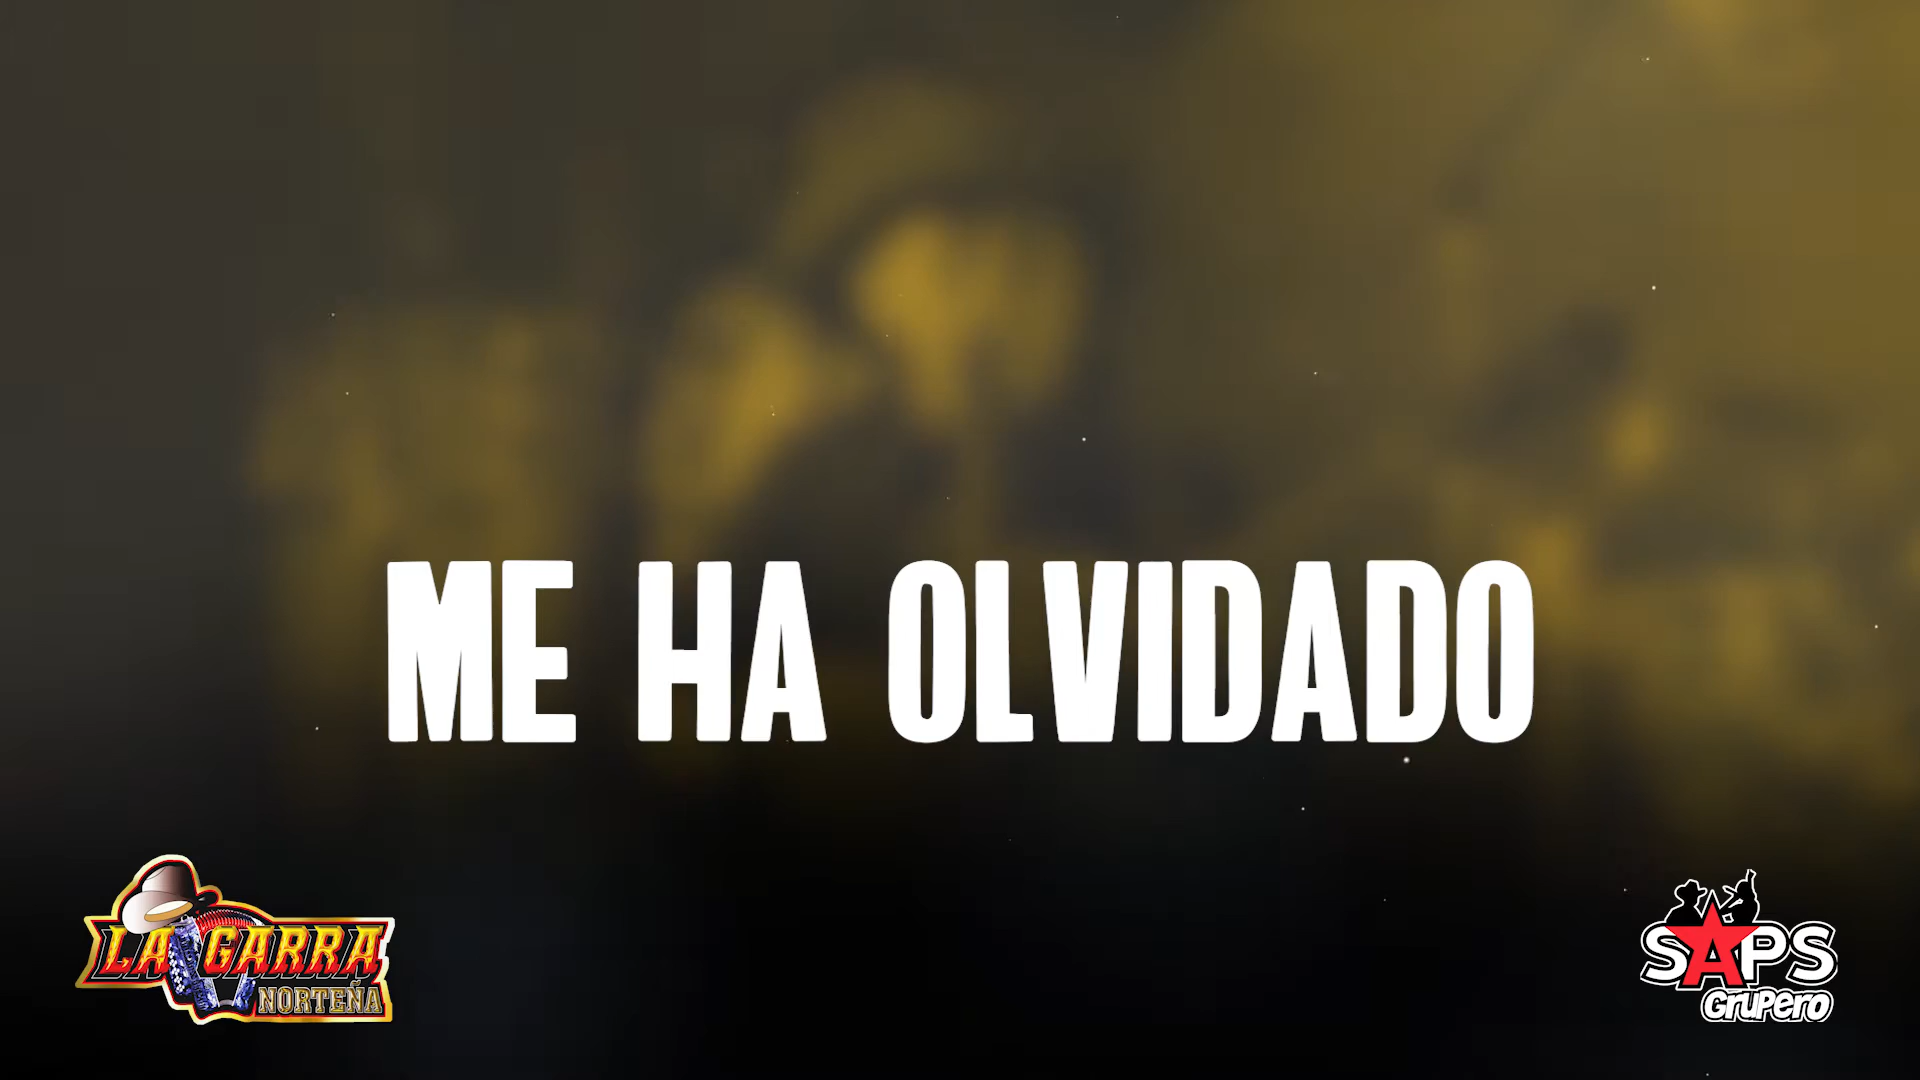 ME HA OLVIDADO
LA GARRA
NORTEÑA
SAPS
GRUPERO